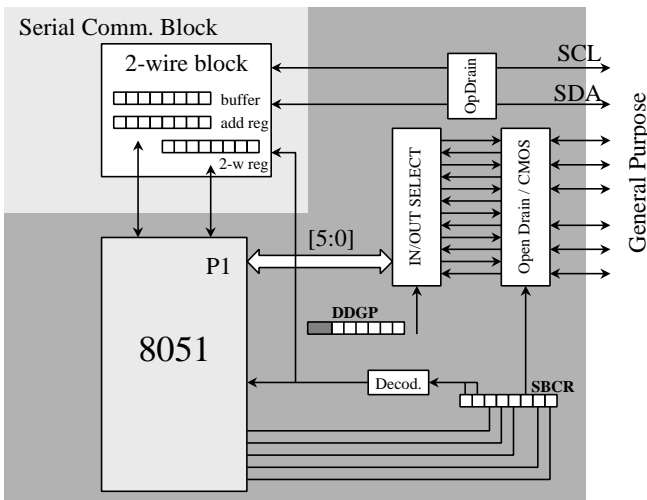 Serial Comm. Block
2-wire block
buffer
add reg
2-w reg
OpDrain
SCL
SDA
General Purpose
IN/OUT SELECT
Open Drain / CMOS
[5:0]
P1
8051
DDGP
Decod.
SBCR